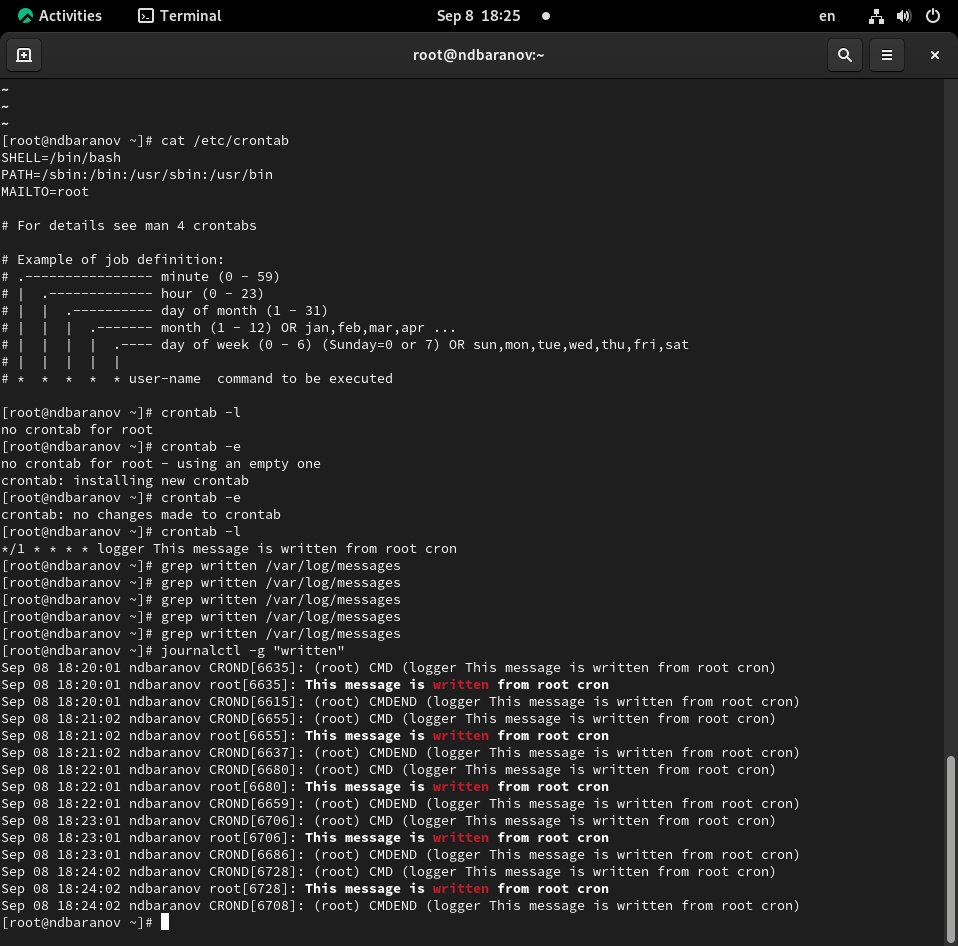 Activities Terminal Sep 8 18:25 en
root@ndbaranov:~
~
~
~
[root@ndbaranov ~]# cat /etc/crontab
SHELL=/bin/bash
PATH=/sbin:/bin:/usr/sbin:/usr/bin
MAILTO=root

# For details see man 4 crontabs

# Example of job definition:
# .---------------- minute (0 - 59)
# |  .------------- hour (0 - 23)
# |  |  .---------- day of month (1 - 31)
# |  |  |  .------- month (1 - 12) OR jan,feb,mar,apr ...
# |  |  |  |  .---- day of week (0 - 6) (Sunday=0 or 7) OR sun,mon,tue,wed,thu,fri,sat
# |  |  |  |  |
# *  *  *  *  * user-name  command to be executed

[root@ndbaranov ~]# crontab -l
no crontab for root
[root@ndbaranov ~]# crontab -e
no crontab for root - using an empty one
crontab: installing new crontab
[root@ndbaranov ~]# crontab -e
crontab: no changes made to crontab
[root@ndbaranov ~]# crontab -l
*/1 * * * * logger This message is written from root cron
[root@ndbaranov ~]# grep written /var/log/messages
[root@ndbaranov ~]# grep written /var/log/messages
[root@ndbaranov ~]# grep written /var/log/messages
[root@ndbaranov ~]# grep written /var/log/messages
[root@ndbaranov ~]# grep written /var/log/messages
[root@ndbaranov ~]# journalctl -g "written"
Sep 08 18:20:01 ndbaranov CROND[6635]: (root) CMD (logger This message is written from root cron)
Sep 08 18:20:01 ndbaranov root[6635]: This message is written from root cron
Sep 08 18:20:01 ndbaranov CROND[6615]: (root) CMDEND (logger This message is written from root cron)
Sep 08 18:21:02 ndbaranov CROND[6655]: (root) CMD (logger This message is written from root cron)
Sep 08 18:21:02 ndbaranov root[6655]: This message is written from root cron
Sep 08 18:21:02 ndbaranov CROND[6637]: (root) CMDEND (logger This message is written from root cron)
Sep 08 18:22:01 ndbaranov CROND[6680]: (root) CMD (logger This message is written from root cron)
Sep 08 18:22:01 ndbaranov root[6680]: This message is written from root cron
Sep 08 18:22:01 ndbaranov CROND[6659]: (root) CMDEND (logger This message is written from root cron)
Sep 08 18:23:01 ndbaranov CROND[6706]: (root) CMD (logger This message is written from root cron)
Sep 08 18:23:01 ndbaranov root[6706]: This message is written from root cron
Sep 08 18:23:01 ndbaranov CROND[6686]: (root) CMDEND (logger This message is written from root cron)
Sep 08 18:24:02 ndbaranov CROND[6728]: (root) CMD (logger This message is written from root cron)
Sep 08 18:24:02 ndbaranov root[6728]: This message is written from root cron
Sep 08 18:24:02 ndbaranov CROND[6708]: (root) CMDEND (logger This message is written from root cron)
[root@ndbaranov ~]#